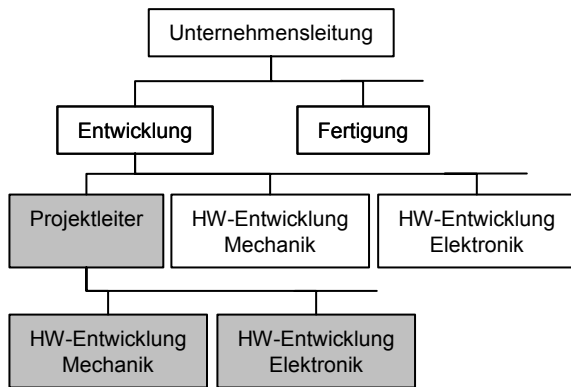 Unternehmensleitung
Entwicklung
Fertigung
Projektleiter
HW-Entwicklung
Mechanik
HW-Entwicklung
Elektronik
HW-Entwicklung
Mechanik
HW-Entwicklung
Elektronik